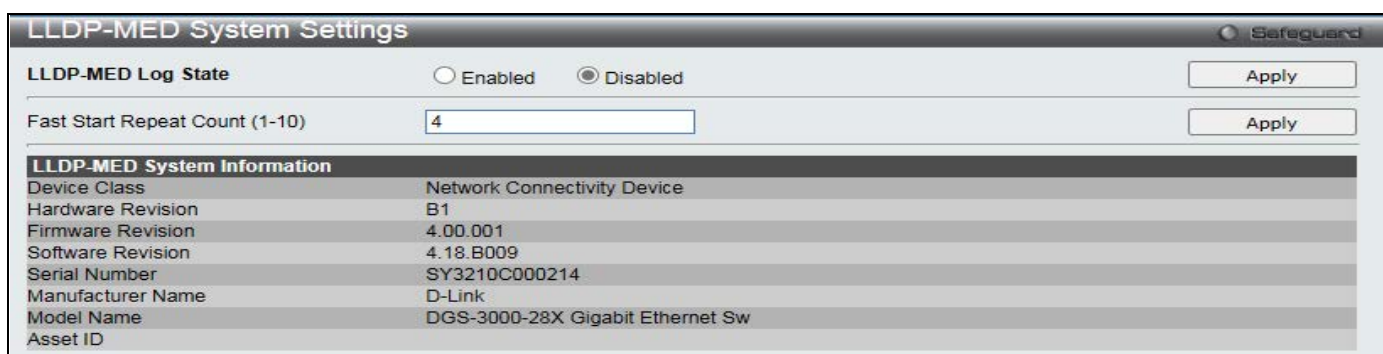 LLDP-MED System Settings Safeguard
LLDP-MED Log State Enabled Disabled Apply
Fast Start Repeat Count (1-10) 4 Apply
LLDP-MED System Information
Device Class Network Connectivity Device
Hardware Revision B1
Firmware Revision 4.00.001
Software Revision 4.18.B009
Serial Number SY3210C000214
Manufacturer Name D-Link
Model Name DGS-3000-28X Gigabit Ethernet Sw
Asset ID